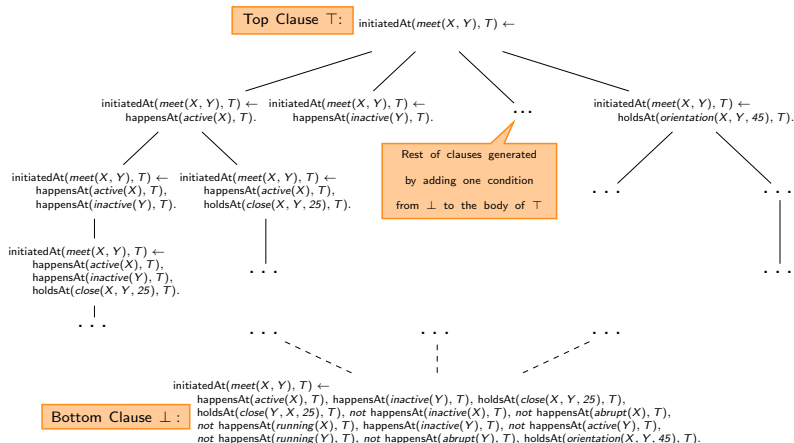 Top Clause ⊤:
initiatedAt(meet(X, Y), T) ←
initiatedAt(meet(X, Y), T) ←
happensAt(active(X), T).
initiatedAt(meet(X, Y), T) ←
happensAt(inactive(Y), T).
...
initiatedAt(meet(X, Y), T) ←
holdsAt(orientation(X, Y, 45), T).
Rest of clauses generated
by adding one condition
from ⊥ to the body of ⊤
initiatedAt(meet(X, Y), T) ←
happensAt(active(X), T),
happensAt(inactive(Y), T).
initiatedAt(meet(X, Y), T) ←
happensAt(active(X), T),
holdsAt(close(X, Y, 25), T).
...
...
initiatedAt(meet(X, Y), T) ←
happensAt(active(X), T),
happensAt(inactive(Y), T),
holdsAt(close(X, Y, 25), T).
...
...
...
...
...
...
Bottom Clause ⊥:
initiatedAt(meet(X, Y), T) ←
happensAt(active(X), T), happensAt(inactive(Y), T), holdsAt(close(X, Y, 25), T),
holdsAt(close(Y, X, 25), T), not happensAt(inactive(X), T), not happensAt(abrupt(X), T),
not happensAt(running(X), T), happensAt(inactive(Y), T), not happensAt(active(Y), T),
not happensAt(running(Y), T), not happensAt(abrupt(Y), T), holdsAt(orientation(X, Y, 45), T).